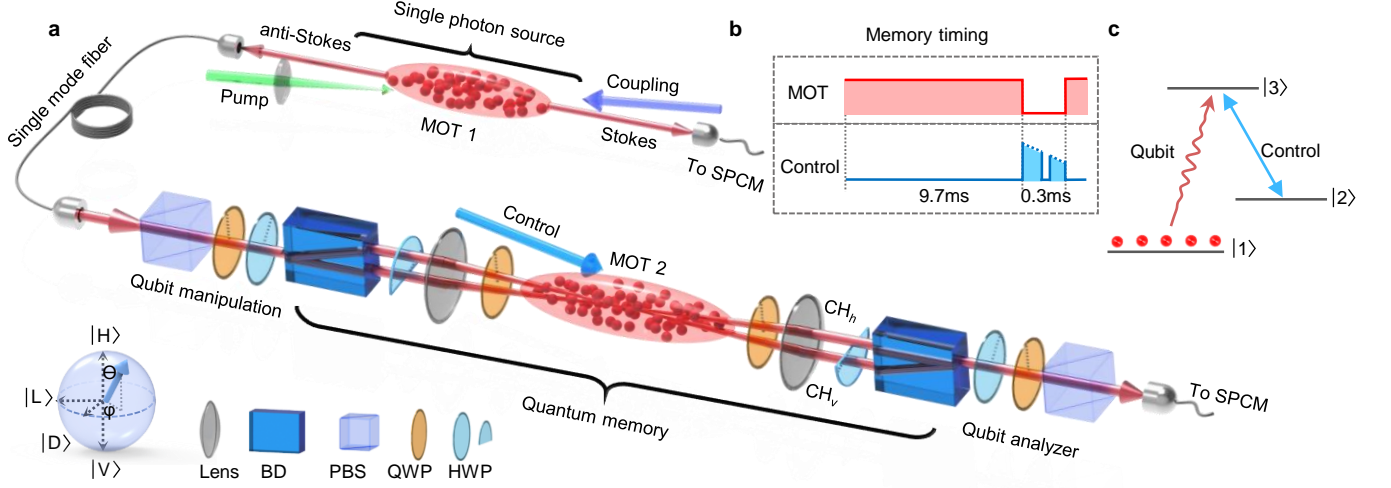 a
Single photon source
anti-Stokes
Pump
MOT 1
Coupling
Stokes
To SPCM
Single mode fiber
Qubit manipulation
Control
MOT 2
CHₕ
CHᵥ
Quantum memory
Qubit analyzer
To SPCM
|H⟩
Θ
|L⟩
φ
|D⟩
|V⟩
Lens BD PBS QWP HWP
b
Memory timing
MOT
Control
9.7ms 0.3ms
c
|3⟩
Qubit
Control
|2⟩
|1⟩